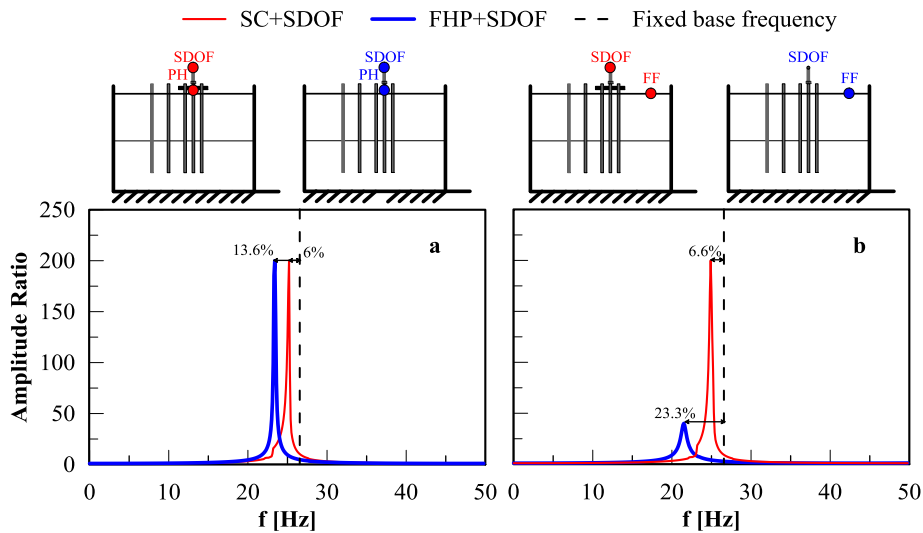 SC+SDOF FHP+SDOF Fixed base frequency
SDOF SDOF SDOF SDOF
PH PH FF FF
250
200
150
100
50
0
Amplitude Ratio
13.6% 6% a
0 10 20 30 40 50
f [Hz]
6.6% b
23.3%
0 10 20 30 40 50
f [Hz]